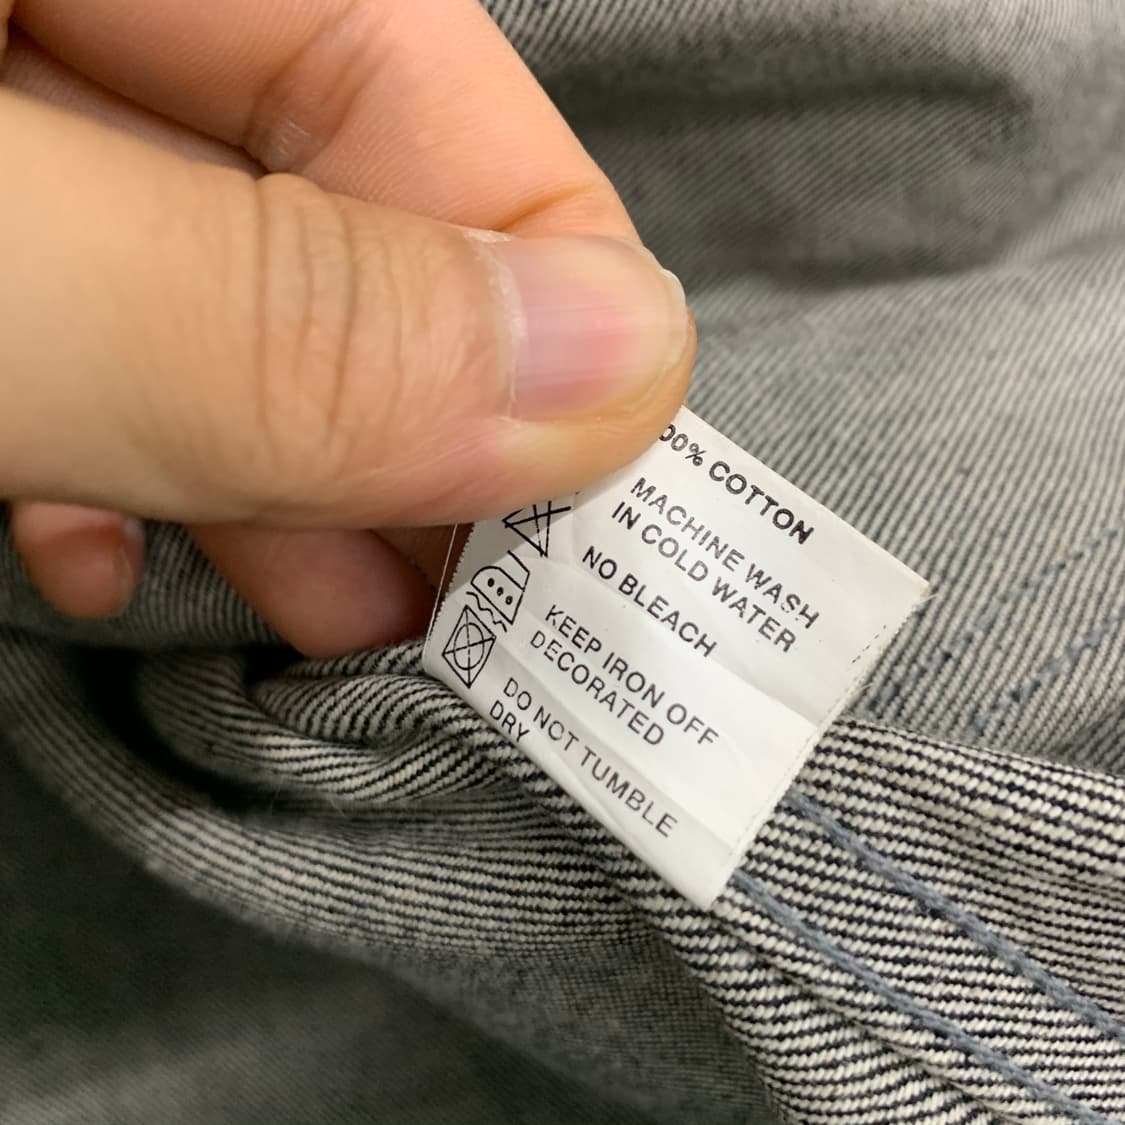 00% COTTON
MACHINE WASH
IN COLD WATER
NO BLEACH
KEEP IRON OFF
DECORATED
DO NOT TUMBLE
DRY